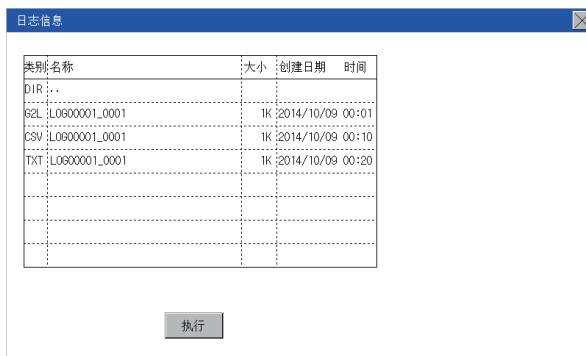 日志信息
类别 名称 大小 创建日期 时间
DIR ..
G2L LOG00001_0001 1K 2014/10/09 00:01
CSV LOG00001_0001 1K 2014/10/09 00:10
TXT LOG00001_0001 1K 2014/10/09 00:20
执行